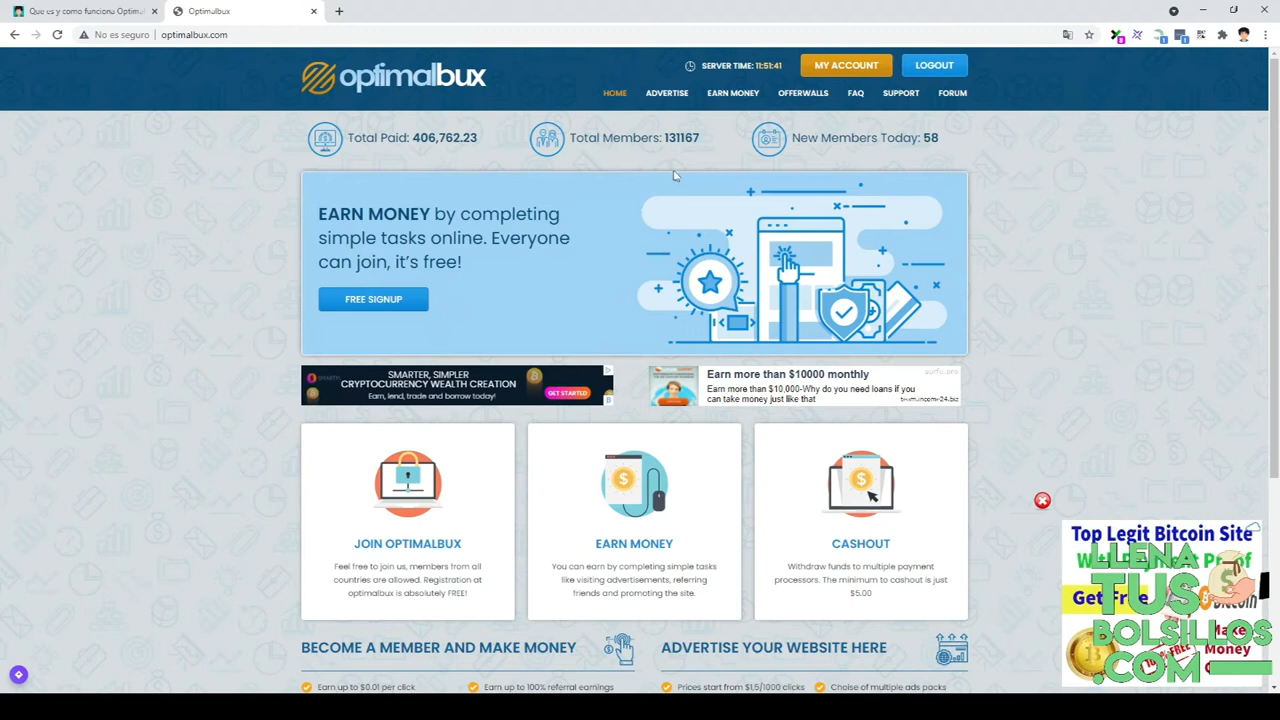 Que es y como funciona Optimul
Optimulbux
No es seguro
optimalbux.com
optimalbux
SERVER TIME: 11:51:41
MY ACCOUNT
LOGOUT
HOME
ADVERTISE
EARN MONEY
OFFERWALLS
FAQ
SUPPORT
FORUM
Total Paid: 406,762.23
Total Members: 131167
New Members Today: 58
EARN MONEY by completing
simple tasks online. Everyone
can join, it's free!
FREE SIGNUP
SMARTER, SIMPLER
CRYPTOCURRENCY WEALTH CREATION
Earn, lend, trade and borrow today!
GET STARTED
Earn more than $10000 monthly
Earn more than $10,000-Why do you need loans if you
can take money just like that
JOIN OPTIMALBUX
Feel free to join us, members from all
countries are allowed. Registration at
optimalbux is absolutely FREE!
EARN MONEY
You can earn by completing simple tasks
like visiting advertisements, referring
friends and promoting the site.
CASHOUT
Withdraw funds to multiple payment
processors. The minimum to cashout is just
$5.00
BECOME A MEMBER AND MAKE MONEY
Earn up to $0.01 per click
Earn up to 100% referral earnings
ADVERTISE YOUR WEBSITE HERE
Prices start from $1,5/1000 clicks
Choise of multiple ads packs
Top Legit Bitcoin Site
Get Free
Make
Money
LLENA
TUS
BOLSILLOS
.COM